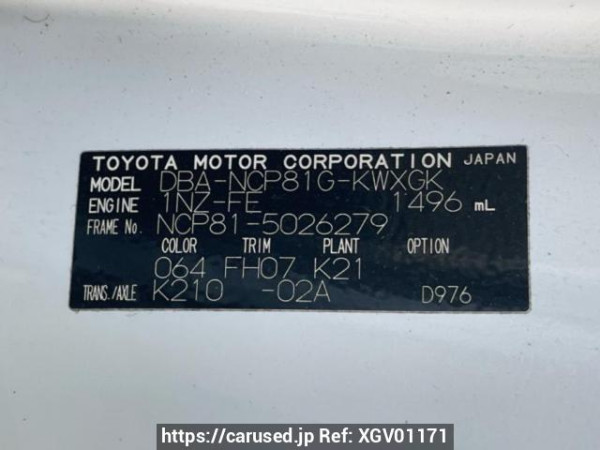 TOYOTA MOTOR CORPORATION JAPAN
MODEL DBA-NCP81G-KWXGK
ENGINE 1NZ-FE 1496 mL
FRAME No. NCP81-5026279
COLOR TRIM PLANT OPTION
064 FH07 K21
TRANS./AXLE K210 -02A D976
https://carused.jp Ref: XGV01171